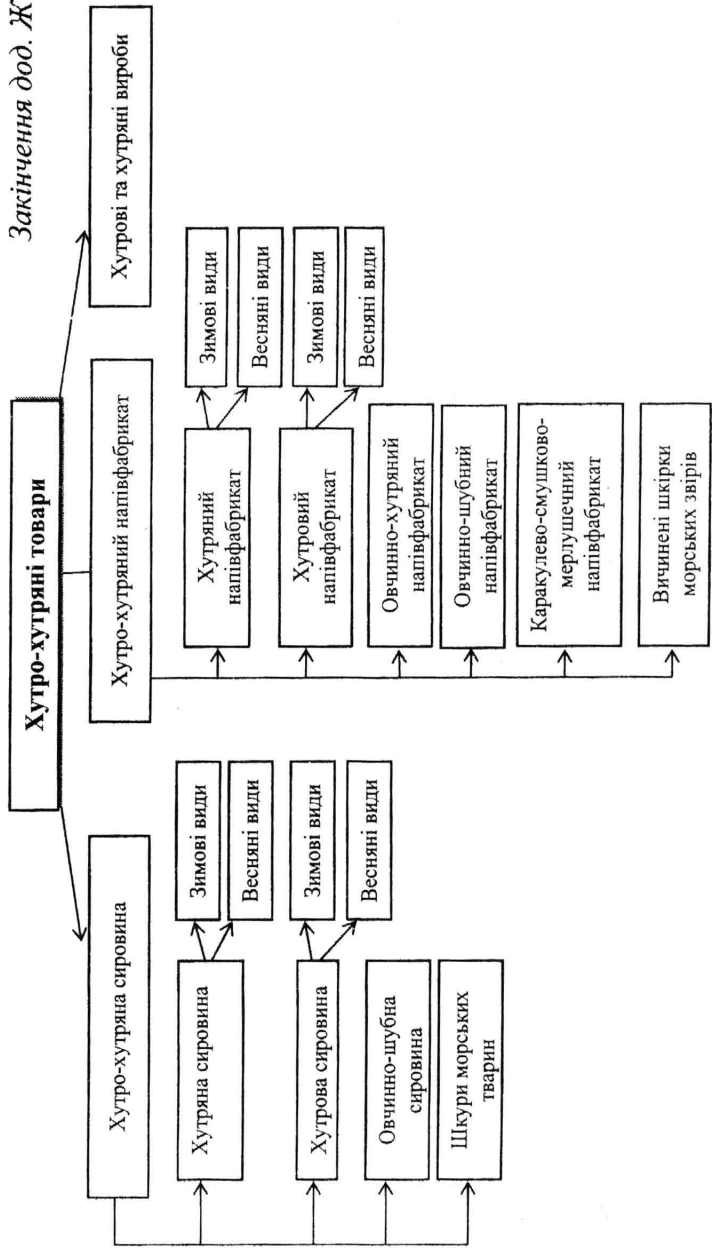 Закінчення дод. Ж
Хутро-хутряні товари
Хутро-хутряна сировина
Хутряна сировина
Зимові види
Весняні види
Хутрова сировина
Зимові види
Весняні види
Овчинно-шубна
сировина
Шкури морських
тварин
Хутро-хутряний напівфабрикат
Хутряний
напівфабрикат
Зимові види
Весняні види
Хутровий
напівфабрикат
Зимові види
Весняні види
Овчинно-хутряний
напівфабрикат
Овчинно-шубний
напівфабрикат
Каракулево-смушково-
мерлушечний
напівфабрикат
Вичинені шкірки
морських звірів
Хутрові та хутряні вироби